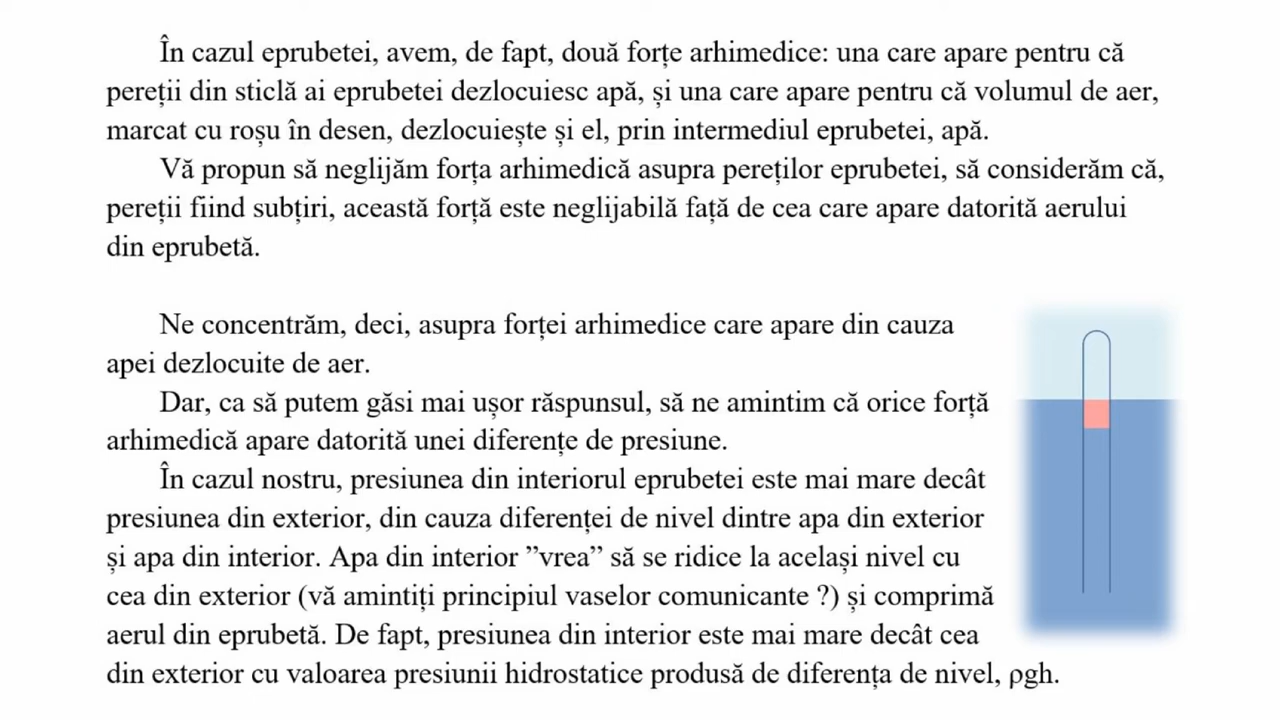 În cazul eprubetei, avem, de fapt, două forțe arhimedice: una care apare pentru că
pereții din sticlă ai eprubetei dezlocuiesc apă, și una care apare pentru că volumul de aer,
marcat cu roșu în desen, dezlocuiește și el, prin intermediul eprubetei, apă.
Vă propun să neglijăm forța arhimedică asupra pereților eprubetei, să considerăm că,
pereții fiind subțiri, această forță este neglijabilă față de cea care apare datorită aerului
din eprubetă.
Ne concentrăm, deci, asupra forței arhimedice care apare din cauza
apei dezlocuite de aer.
Dar, ca să putem găsi mai ușor răspunsul, să ne amintim că orice forță
arhimedică apare datorită unei diferențe de presiune.
În cazul nostru, presiunea din interiorul eprubetei este mai mare decât
presiunea din exterior, din cauza diferenței de nivel dintre apa din exterior
și apa din interior. Apa din interior ”vrea” să se ridice la același nivel cu
cea din exterior (vă amintiți principiul vaselor comunicante ?) și comprimă
aerul din eprubetă. De fapt, presiunea din interior este mai mare decât cea
din exterior cu valoarea presiunii hidrostatice produsă de diferența de nivel, ρgh.